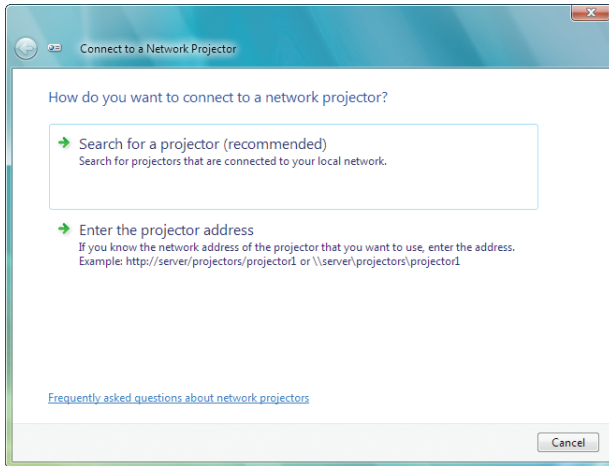 Connect to a Network Projector
How do you want to connect to a network projector?
Search for a projector (recommended)
Search for projectors that are connected to your local network.
Enter the projector address
If you know the network address of the projector that you want to use, enter the address.
Example: http://server/projectors/projector1 or \\server\projectors\projector1
Frequently asked questions about network projectors
Cancel